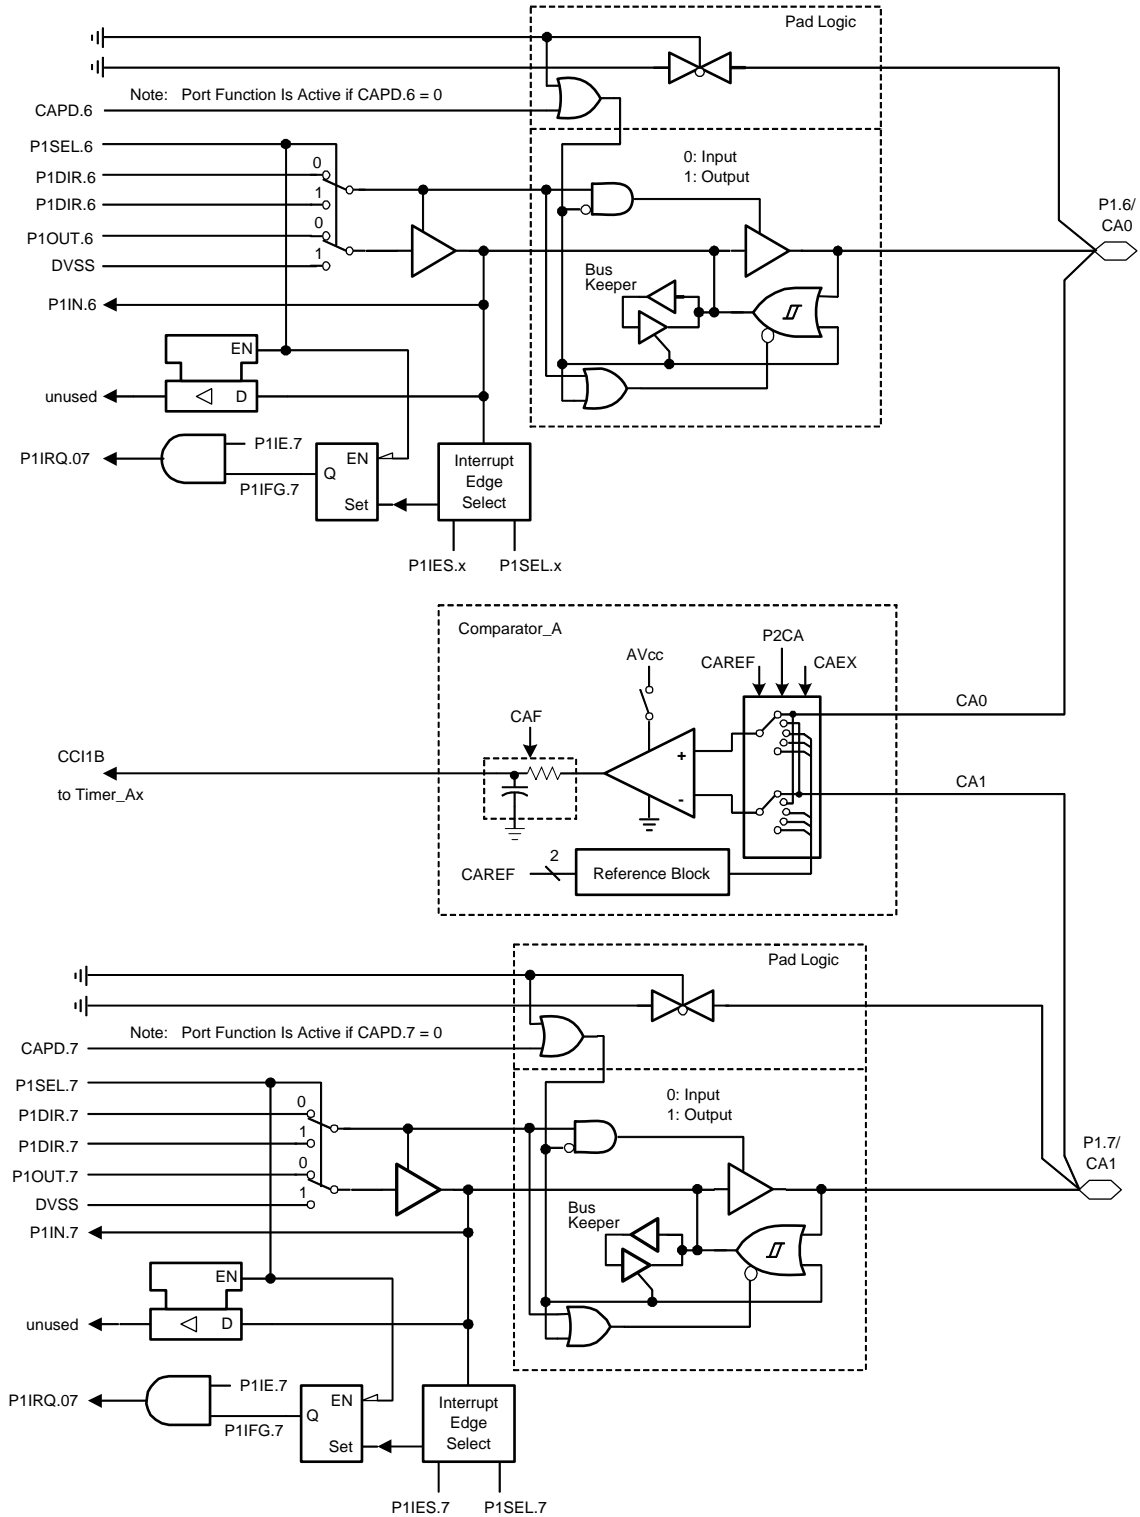 Pad Logic
Note: Port Function Is Active if CAPD.6 = 0
CAPD.6
P1SEL.6
0
P1DIR.6
1
P1DIR.6
0: Input
1: Output
P1.6/
CA0
0
P1OUT.6
1
DVSS
Bus
Keeper
P1IN.6
EN
unused
D
P1IRQ.07
P1IE.7
P1IFG.7
EN
Q
Set
Interrupt
Edge
Select
P1IES.x
P1SEL.x
Comparator_A
P2CA
AVcc
CAREF
CAEX
CA0
CAF
+
CCI1B
to Timer_Ax
CA1
-
CAREF
2
Reference Block
Pad Logic
Note: Port Function Is Active if CAPD.7 = 0
CAPD.7
P1SEL.7
0
P1DIR.7
1
P1DIR.7
0: Input
1: Output
P1.7/
CA1
0
P1OUT.7
1
DVSS
Bus
Keeper
P1IN.7
EN
unused
D
P1IRQ.07
P1IE.7
P1IFG.7
EN
Q
Set
Interrupt
Edge
Select
P1IES.7
P1SEL.7